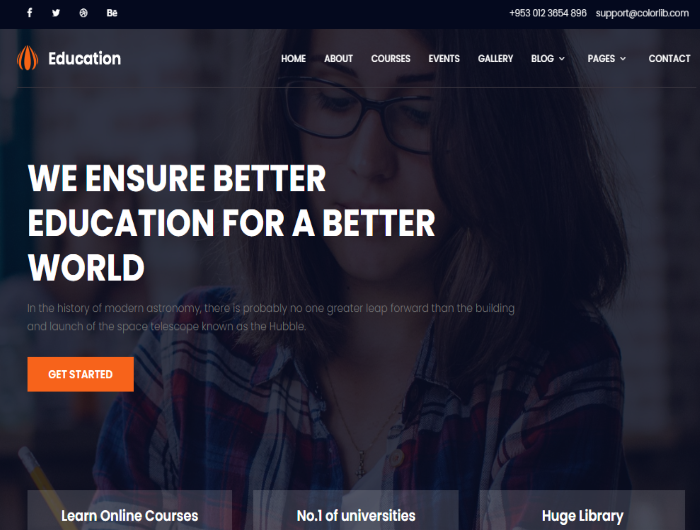 +953 012 3654 896 support@colorlib.com
Education
HOME ABOUT COURSES EVENTS GALLERY BLOG PAGES CONTACT
WE ENSURE BETTER
EDUCATION FOR A BETTER
WORLD
In the history of modern astronomy, there is probably no one greater leap forward than the building
and launch of the space telescope known as the Hubble.
GET STARTED
Learn Online Courses No.1 of universities Huge Library